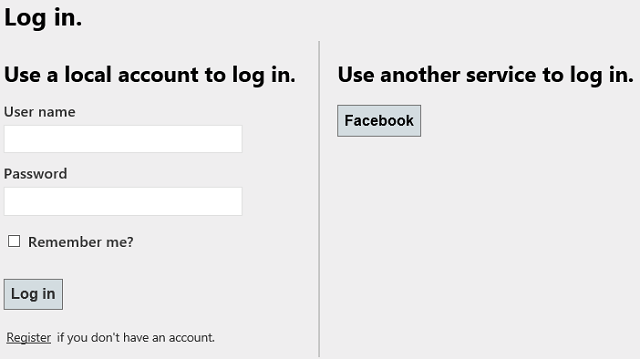 Log in.
Use a local account to log in.
User name
Password
Remember me?
Log in
Register if you don't have an account.
Use another service to log in.
Facebook